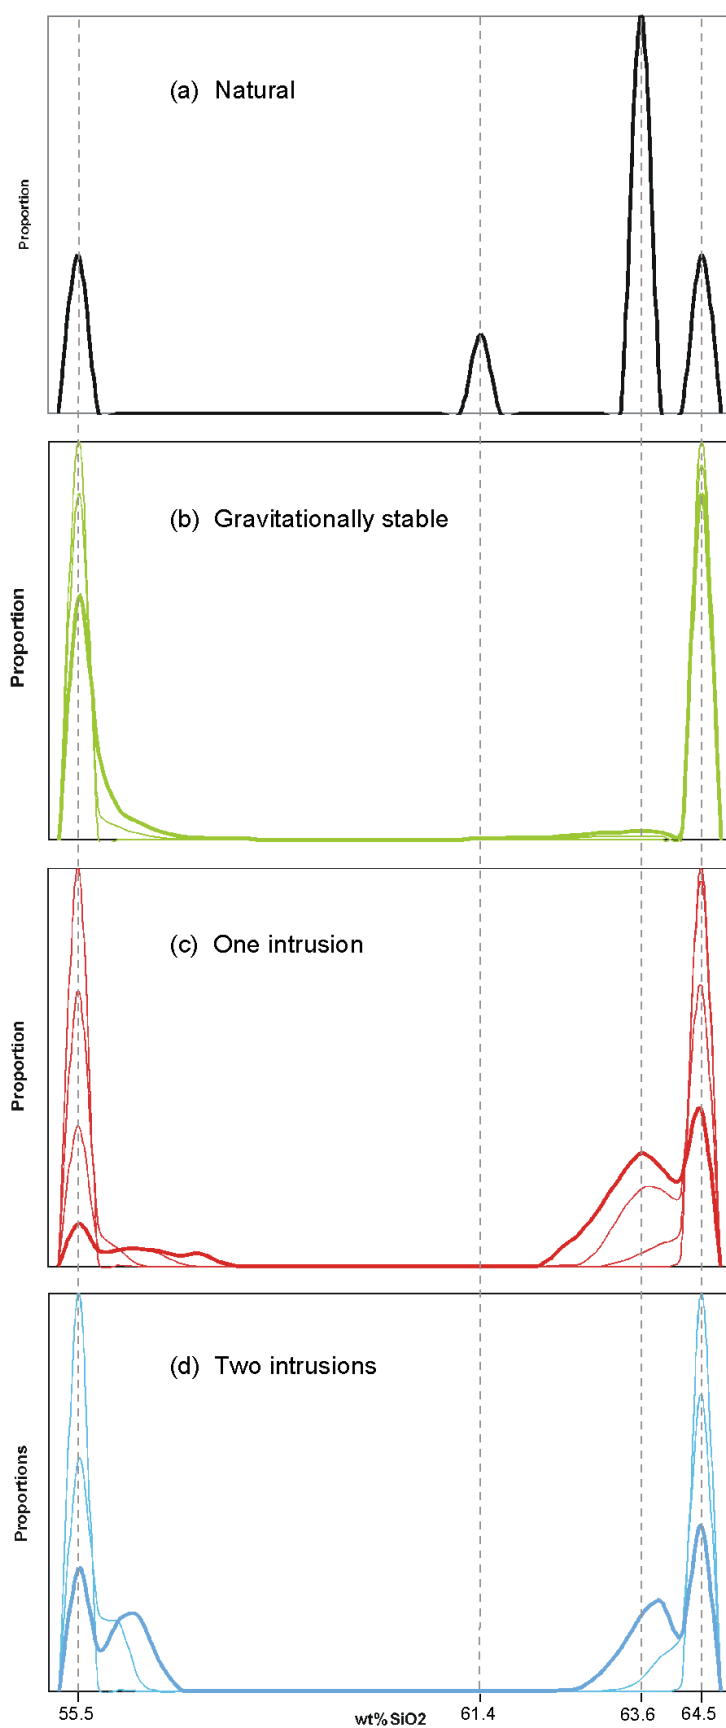 (a) Natural
Proportion
(b) Gravitationally stable
Proportion
(c) One intrusion
Proportion
(d) Two intrusions
Proportions
55.5 61.4 63.6 64.5
wt%SiO2